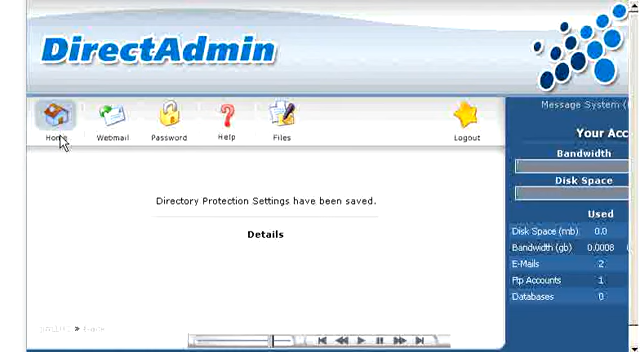 DirectAdmin
Message System (
Home
Webmail
Password
Help
Files
Logout
Your Acc
Bandwidth
Disk Space
Directory Protection Settings have been saved.
Details
Used
Disk Space (mb) 0.0
Bandwidth (gb) 0.0008
E-Mails 2
Ftp Accounts 1
Databases 0